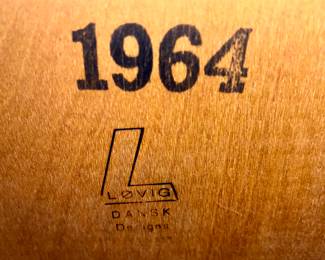 1964
L
LØVIG
DANSK
Designs